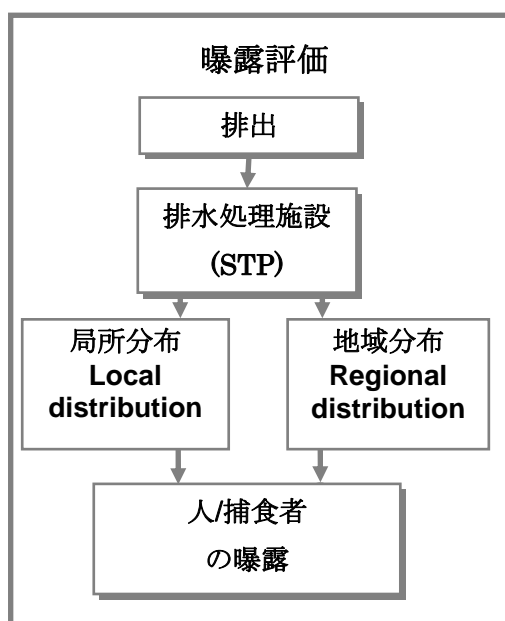 曝露評価
排出
排水処理施設
(STP)
局所分布
Local
distribution
地域分布
Regional
distribution
人/捕食者
の曝露